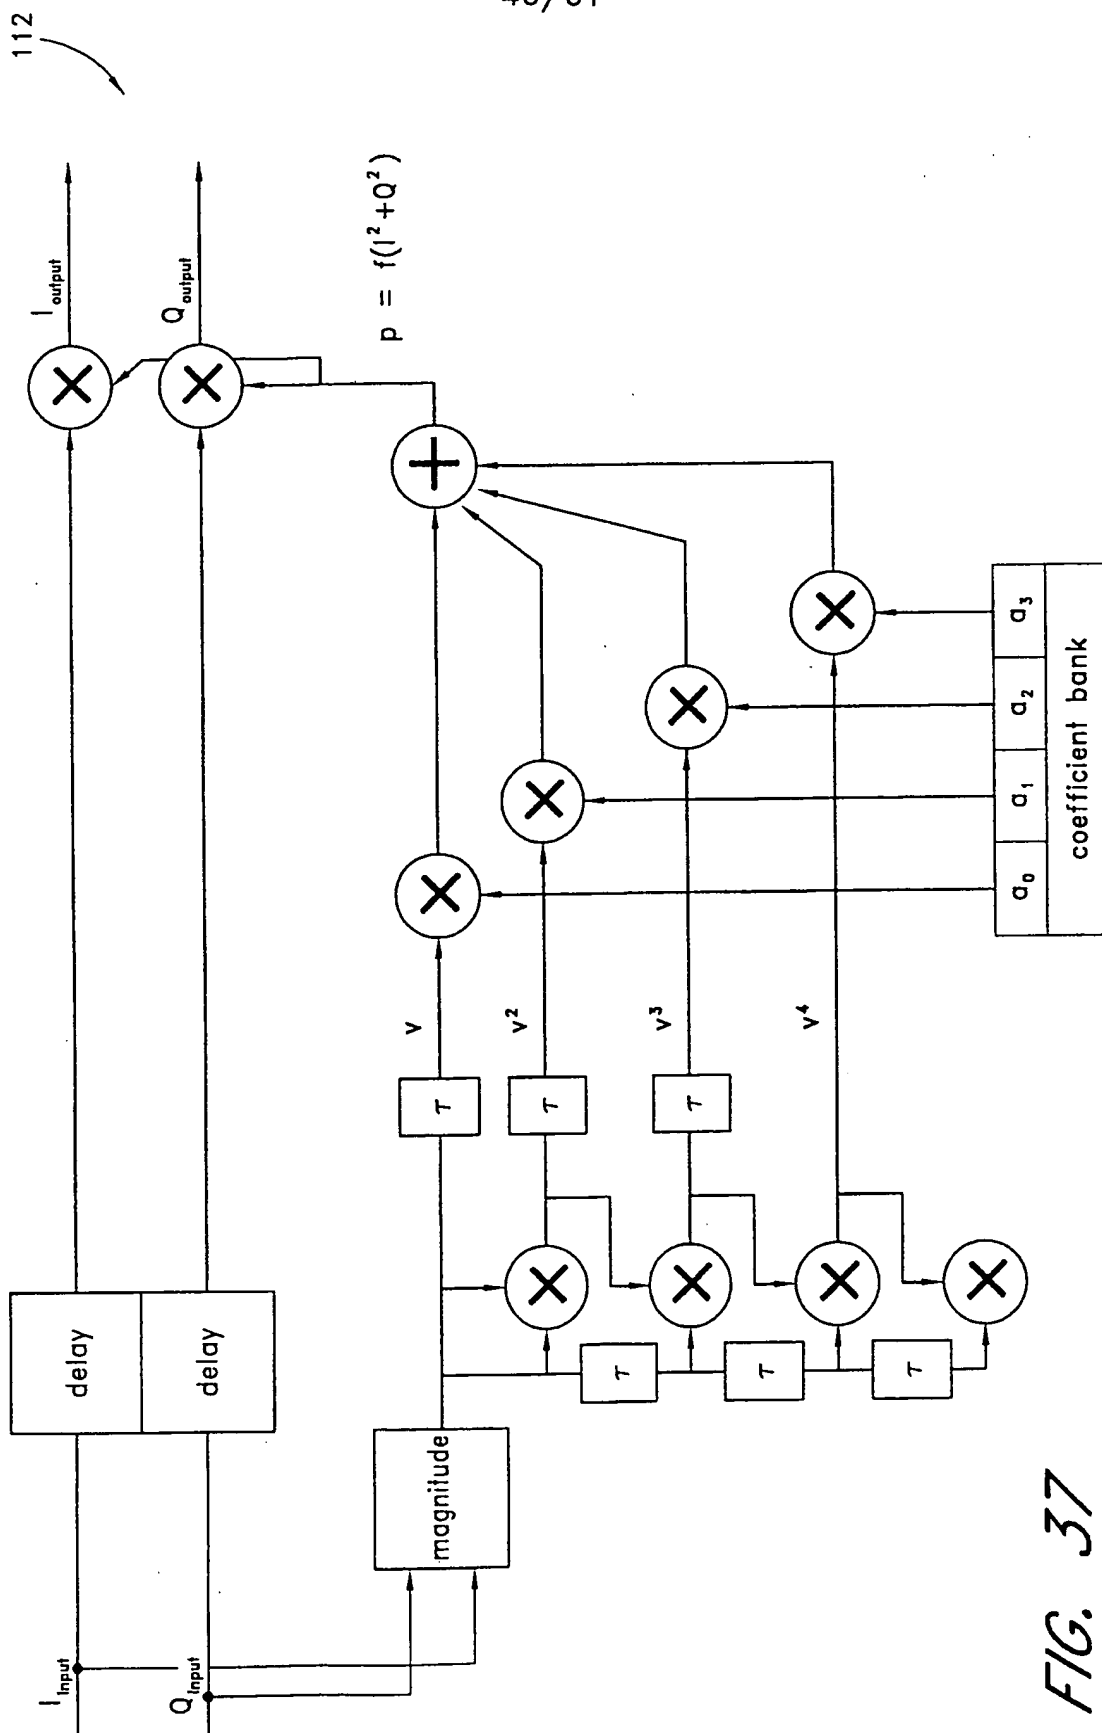 112
I_input
Q_input
delay
delay
magnitude
τ
τ
τ
τ
τ
τ
v
v²
v³
v⁴
a₀
a₁
a₂
a₃
coefficient bank
p = f(I²+Q²)
I_output
Q_output
FIG. 37